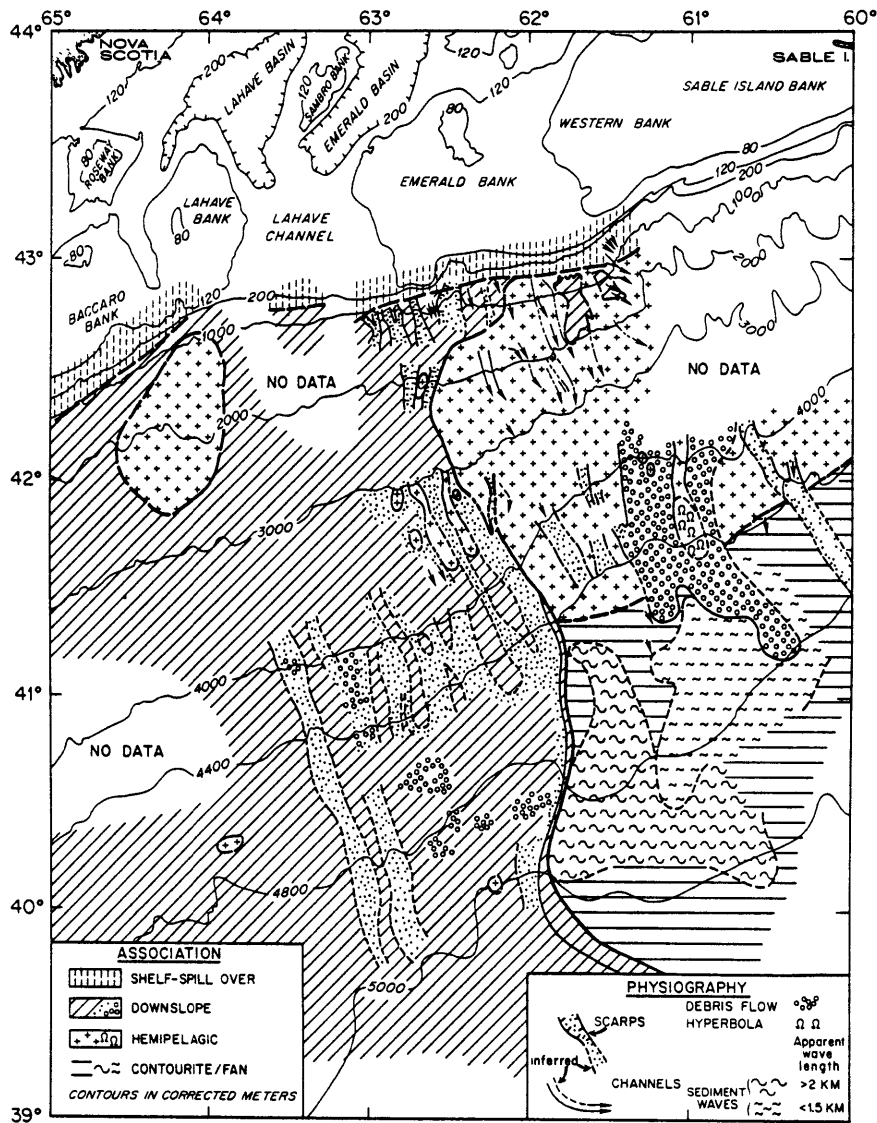 65° 64° 63° 62° 61° 60°
44°
NOVA SCOTIA
SABLE I.
120
200
LAHAVE BASIN
120
SAMBRO BANK
EMERALD BASIN
200
120
120
80
SABLE ISLAND BANK
WESTERN BANK
80
ROSEWAY BANK
EMERALD BANK
80
120
200
1000
LAHAVE BANK
80
LAHAVE CHANNEL
43°
80
2000
BACCARO BANK
120
200
1000
3000
NO DATA
NO DATA
2000
4000
42°
3000
41°
4000
NO DATA
4400
4800
40°
5000
39°
ASSOCIATION
SHELF-SPILL OVER
DOWNSLOPE
HEMIPELAGIC
CONTOURITE/FAN
CONTOURS IN CORRECTED METERS
PHYSIOGRAPHY
SCARPS
DEBRIS FLOW
HYPERBOLA
Apparent wave length
inferred
CHANNELS
SEDIMENT WAVES
>2 KM
<1.5 KM